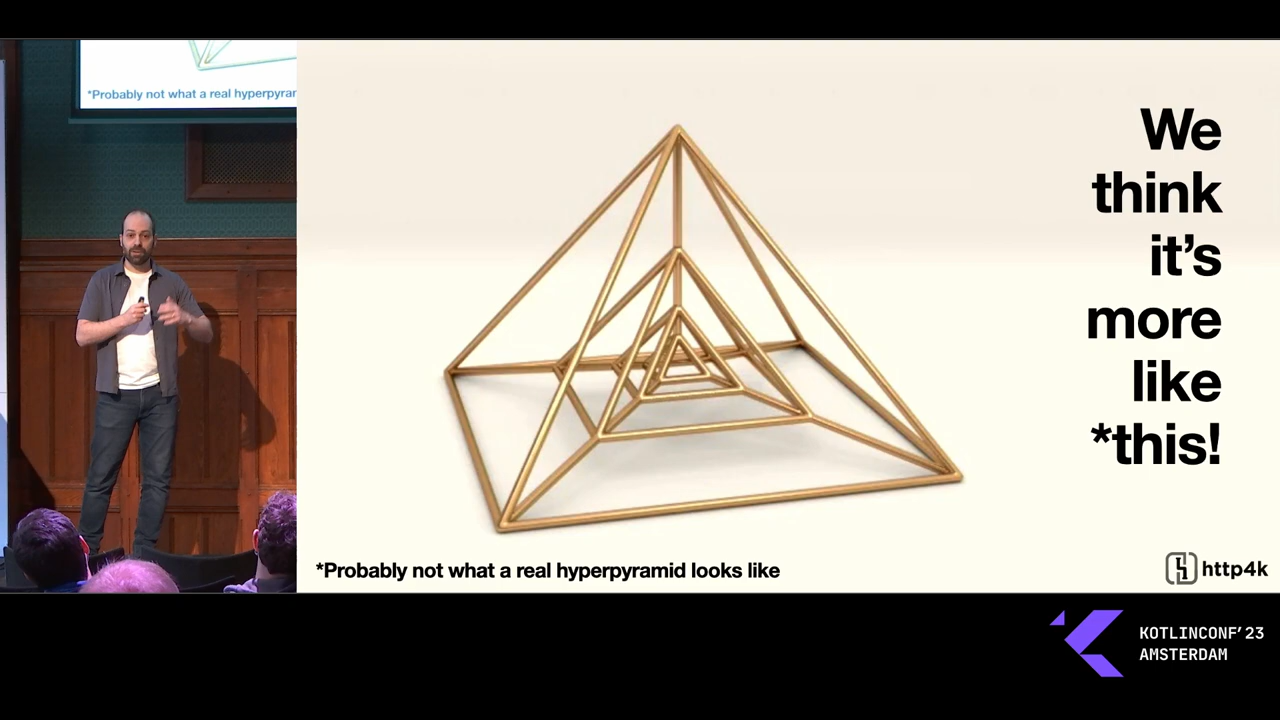 *Probably not what a real hyperpyran
We
think
it's
more
like
*this!
*Probably not what a real hyperpyramid looks like
http4k
KOTLINCONF'23
AMSTERDAM